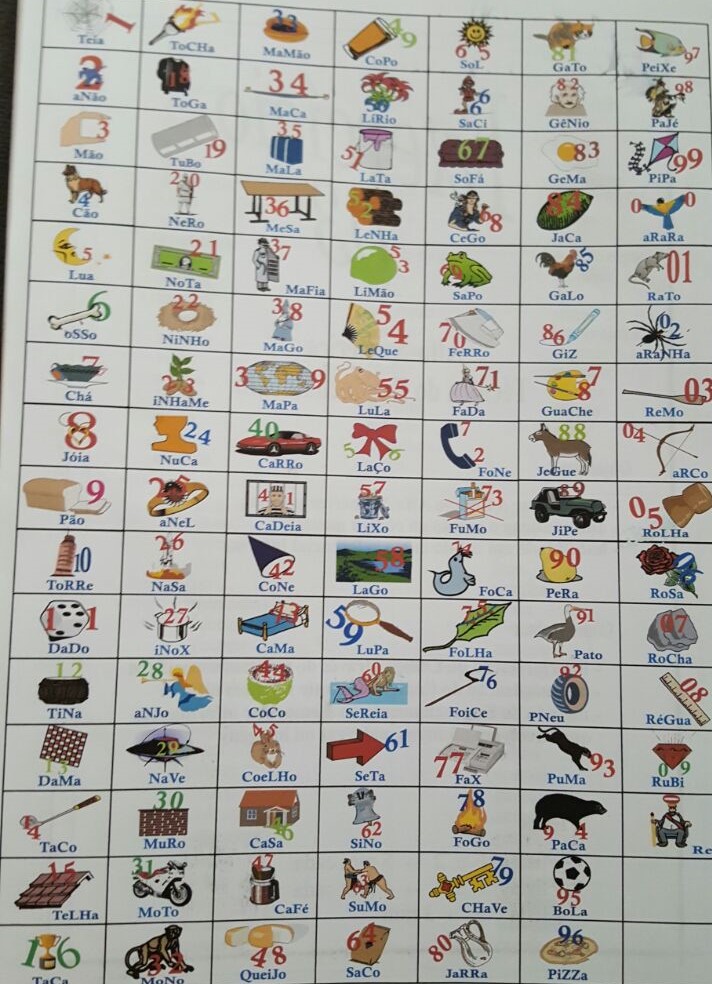 1
Teia
2
aNão
3
Mão
4
Cão
5
Lua
6
oSSo
7
Chá
8
Jóia
9
Pão
10
ToRRe
11
DaDo
12
TiNa
13
DaMa
14
TaCo
15
TeLHa
16
TaÇa
17
ToCHa
18
ToGa
19
TuBo
20
NeRo
21
NoTa
22
NiNHo
23
iNHaMe
24
NuCa
25
aNeL
26
NaSa
27
iNoX
28
aNJo
29
NaVe
30
MuRo
31
MoTo
32
MoNo
33
MaMão
34
MaCa
35
MaLa
36
MeSa
37
MaFia
38
MaGo
39
MaPa
40
CaRRo
41
CaDeia
42
CoNe
43
CaMa
44
CoCo
45
CoeLHo
46
CaSa
47
CaFé
48
QueiJo
49
CoPo
50
LíRio
51
LaTa
52
LeNHa
53
LiMão
54
LeQue
55
LuLa
56
LaÇo
57
LiXo
58
LaGo
59
LuPa
60
SeReia
61
SeTa
62
SiNo
63
SuMo
64
SaCo
65
SoL
66
SaCi
67
SoFá
68
CeGo
69
SaPo
70
FeRRo
71
FaDa
72
FoNe
73
FuMo
74
FoCa
75
FoLHa
76
FoiCe
77
FaX
78
FoGo
79
CHaVe
80
JaRRa
81
GaTo
82
GêNio
83
GeMa
84
JaCa
85
GaLo
86
GiZ
87
GuaChe
88
JeGue
89
JiPe
90
PeRa
91
Pato
92
PNeu
93
PuMa
94
PaCa
95
BoLa
96
PiZZa
97
PeiXe
98
PaJé
99
PiPa
00
aRaRa
01
RaTo
02
aRaNHa
03
ReMo
04
aRCo
05
RoLHa
06
RoSa
07
RoCha
08
RéGua
09
RuBi
Re